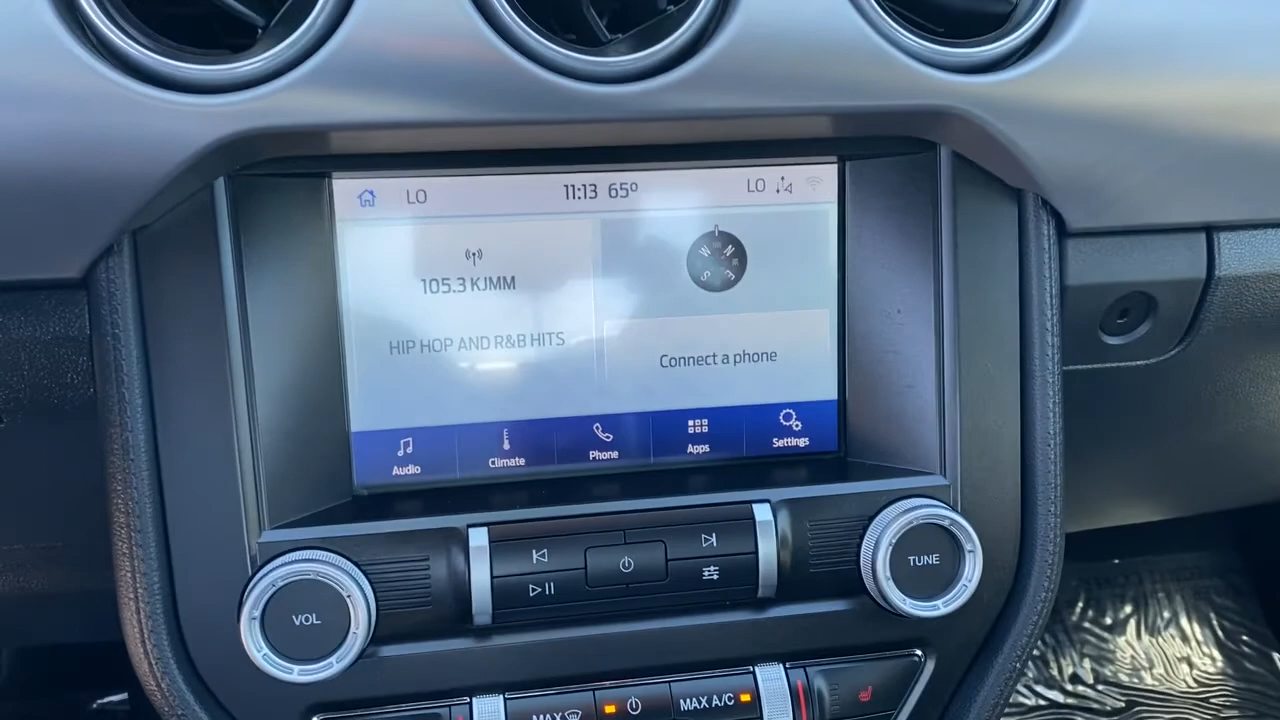 LO 11:13 65° LO
105.3 KJMM
HIP HOP AND R&B HITS
N
W
E
S
Connect a phone
Audio Climate Phone Apps Settings
VOL
TUNE
MAX
MAX A/C